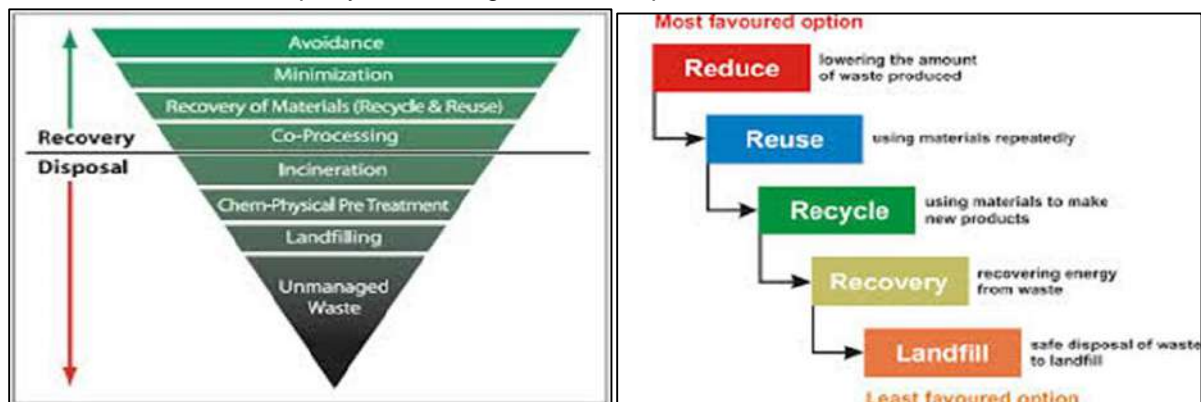 Avoidance
Minimization
Recovery of Materials (Recycle & Reuse)
Co-Processing
Recovery
Disposal
Incineration
Chem-Physical Pre Treatment
Landfilling
Unmanaged
Waste
Most favoured option
Reduce
lowering the amount
of waste produced
Reuse
using materials repeatedly
Recycle
using materials to make
new products
Recovery
recovering energy
from waste
Landfill
safe disposal of waste
to landfill
Least favoured option